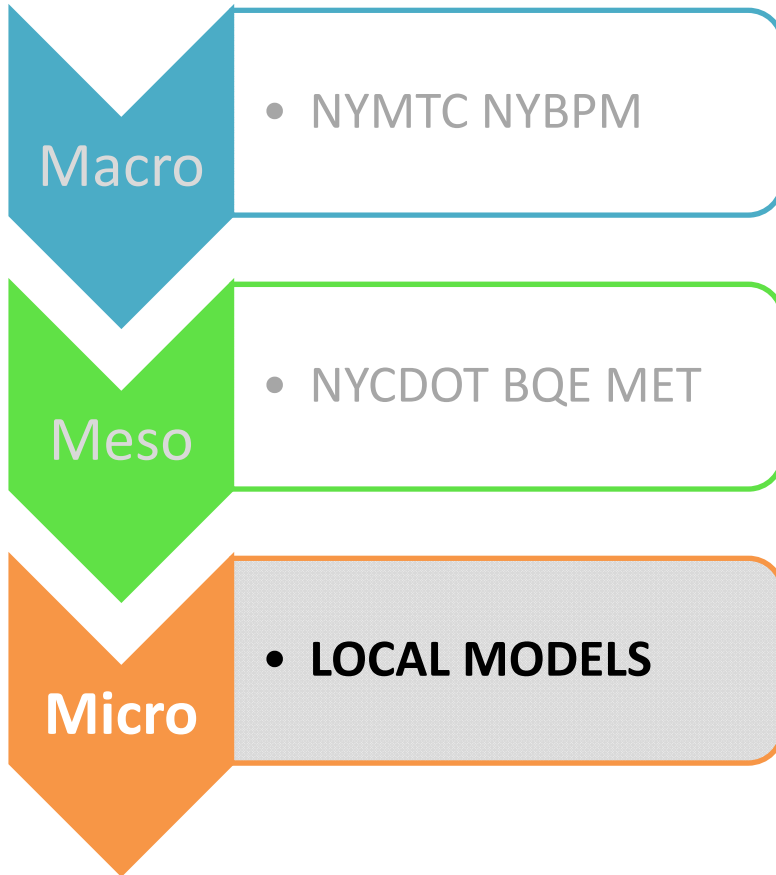 Macro
• NYMTC NYBPM
Meso
• NYCDOT BQE MET
Micro
• LOCAL MODELS